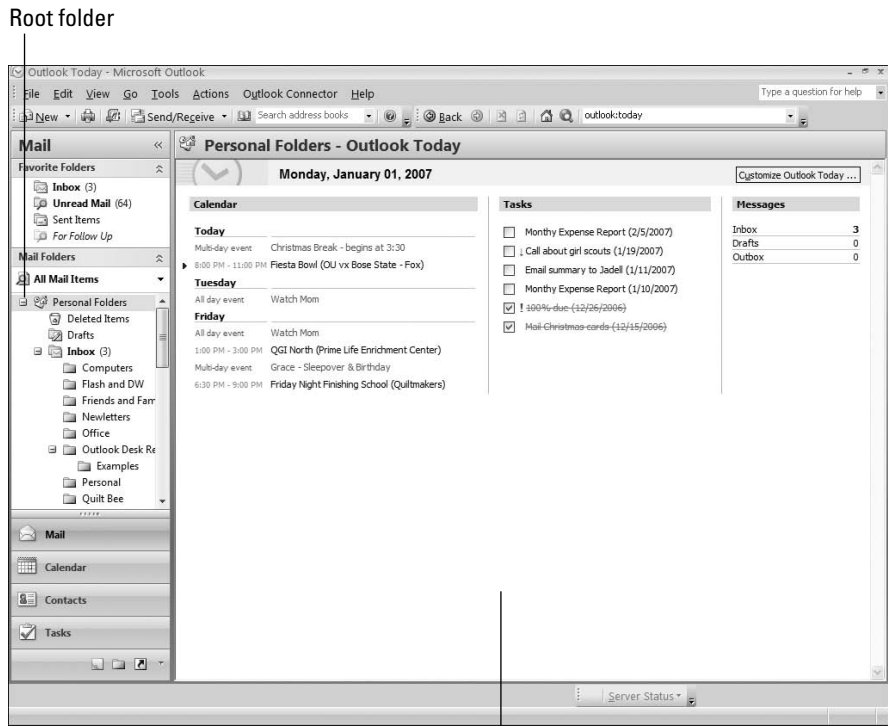 Root folder
Outlook Today - Microsoft Outlook
File Edit View Go Tools Actions Outlook Connector Help
Type a question for help
New Send/Receive Search address books Back outlook:today
Mail
Personal Folders - Outlook Today
Favorite Folders
Inbox (3)
Unread Mail (64)
Sent Items
For Follow Up
Mail Folders
All Mail Items
Personal Folders
Deleted Items
Drafts
Inbox (3)
Computers
Flash and DW
Friends and Fam
Newletters
Office
Outlook Desk Re
Examples
Personal
Quilt Bee
Mail
Calendar
Contacts
Tasks
Monday, January 01, 2007
Customize Outlook Today ...
Calendar
Today
Multi-day event Christmas Break - begins at 3:30
8:00 PM - 11:00 PM Fiesta Bowl (OU vx Bose State - Fox)
Tuesday
All day event Watch Mom
Friday
All day event Watch Mom
1:00 PM - 3:00 PM QGI North (Prime Life Enrichment Center)
Multi-day event Grace - Sleepover & Birthday
6:30 PM - 9:00 PM Friday Night Finishing School (Quiltmakers)
Tasks
Monthy Expense Report (2/5/2007)
↓ Call about girl scouts (1/19/2007)
Email summary to Jadell (1/11/2007)
Monthy Expense Report (1/10/2007)
! 100% due (12/26/2006)
Mail Christmas cards (12/15/2006)
Messages
Inbox 3
Drafts 0
Outbox 0
Server Status